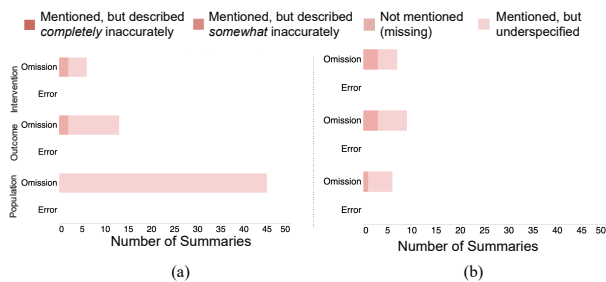 Mentioned, but described
completely inaccurately
Mentioned, but described
somewhat inaccurately
Not mentioned
(missing)
Mentioned, but
underspecified
Intervention
Omission
Error
Outcome
Omission
Error
Population
Omission
Error
0 5 10 15 20 25 30 35 40 45 50
Number of Summaries
(a)
Omission
Error
Omission
Error
Omission
Error
0 5 10 15 20 25 30 35 40 45 50
Number of Summaries
(b)